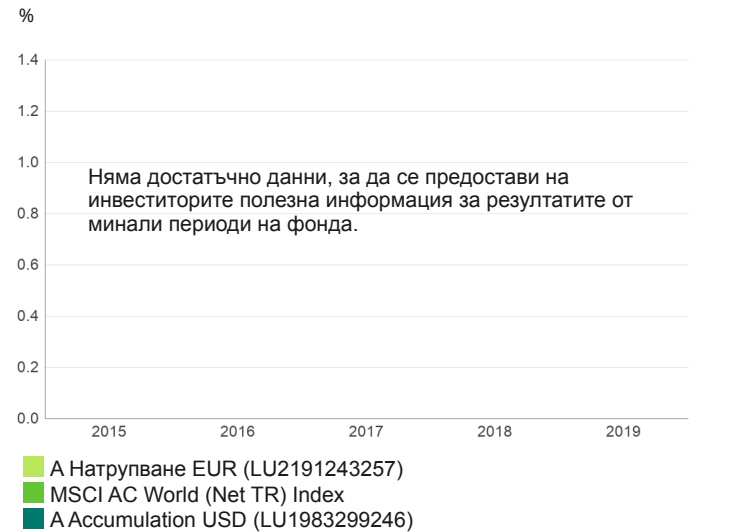 %
1.4
1.2
1.0
Няма достатъчно данни, за да се предостави на
инвеститорите полезна информация за резултатите от
0.8
минали периоди на фонда.
0.6
0.4
0.2
0.0
2015 2016 2017 2018 2019
А Натрупване EUR (LU2191243257)
MSCI AC World (Net TR) Index
A Accumulation USD (LU1983299246)